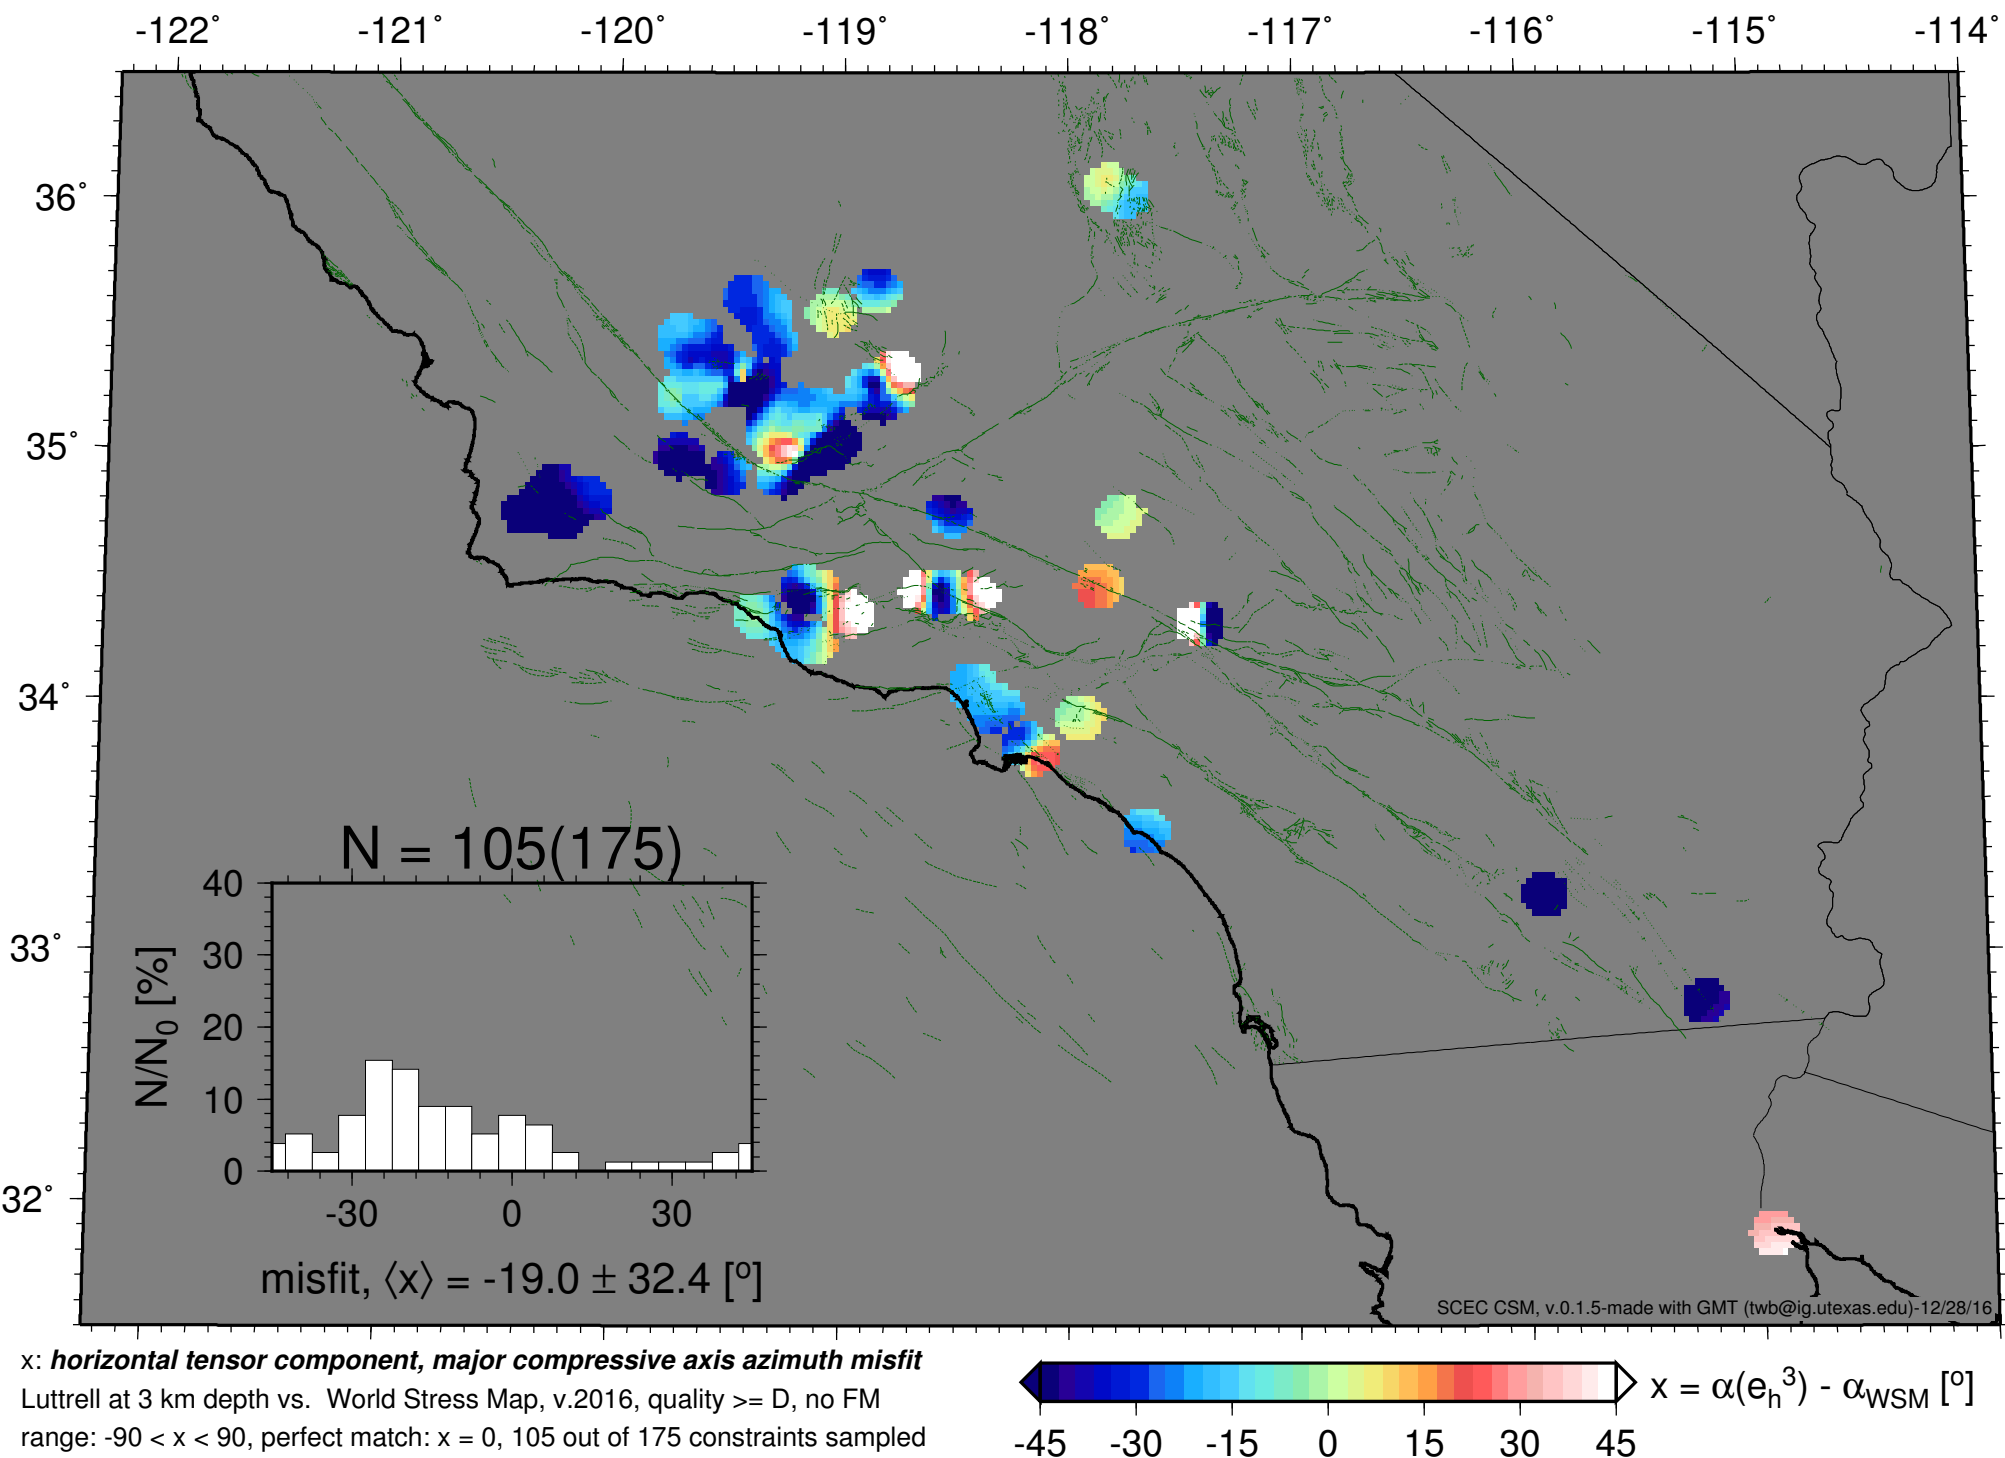 -122° -121° -120° -119° -118° -117° -116° -115° -114°
36°
35°
34°
33°
32°
N = 105(175)
40
30
20
10
0
N/N0 [%]
-30 0 30
misfit, ⟨x⟩ = -19.0 ± 32.4 [°]
SCEC CSM, v.0.1.5-made with GMT (twb@ig.utexas.edu)-12/28/16
x: horizontal tensor component, major compressive axis azimuth misfit
Luttrell at 3 km depth vs. World Stress Map, v.2016, quality >= D, no FM
range: -90 < x < 90, perfect match: x = 0, 105 out of 175 constraints sampled
x = α(eh3) - αWSM [°]
-45 -30 -15 0 15 30 45